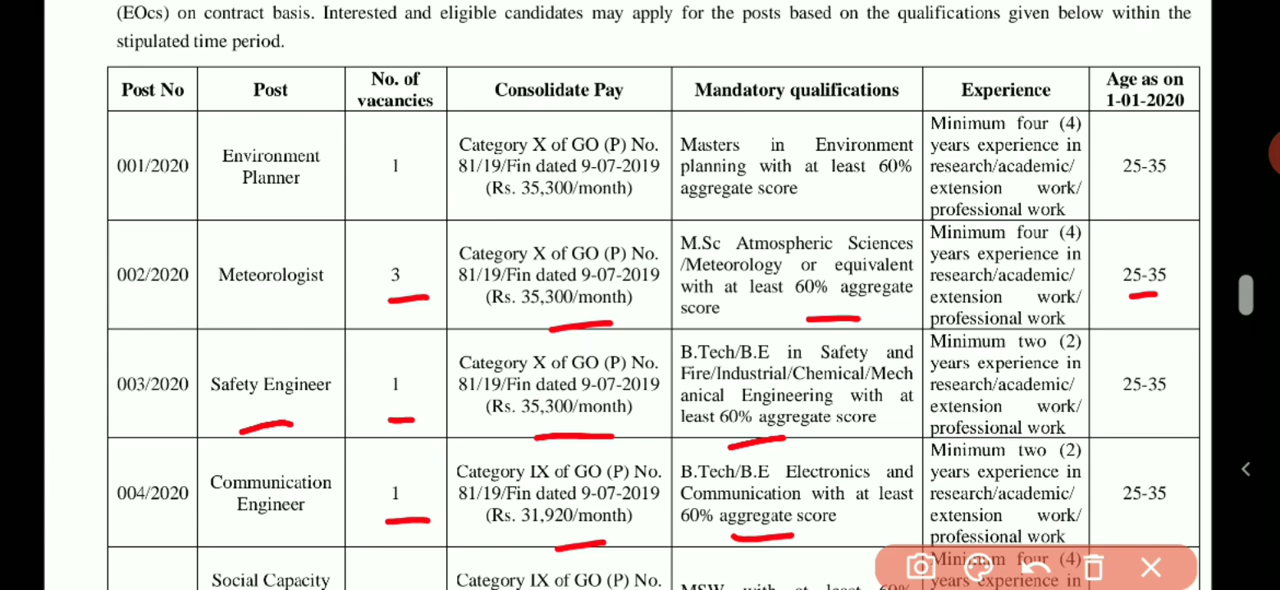 (EOcs) on contract basis. Interested and eligible candidates may apply for the posts based on the qualifications given below within the
stipulated time period.
Post No
Post
No. of
vacancies
Consolidate Pay
Mandatory qualifications
Experience
Age as on
1-01-2020
001/2020
Environment
Planner
1
Category X of GO (P) No.
81/19/Fin dated 9-07-2019
(Rs. 35,300/month)
Masters in Environment
planning with at least 60%
aggregate score
Minimum four (4)
years experience in
research/academic/
extension work/
professional work
25-35
002/2020
Meteorologist
3
Category X of GO (P) No.
81/19/Fin dated 9-07-2019
(Rs. 35,300/month)
M.Sc Atmospheric Sciences
/Meteorology or equivalent
with at least 60% aggregate
score
Minimum four (4)
years experience in
research/academic/
extension work/
professional work
25-35
003/2020
Safety Engineer
1
Category X of GO (P) No.
81/19/Fin dated 9-07-2019
(Rs. 35,300/month)
B.Tech/B.E in Safety and
Fire/Industrial/Chemical/Mech
anical Engineering with at
least 60% aggregate score
Minimum two (2)
years experience in
research/academic/
extension work/
professional work
25-35
004/2020
Communication
Engineer
1
Category IX of GO (P) No.
81/19/Fin dated 9-07-2019
(Rs. 31,920/month)
B.Tech/B.E Electronics and
Communication with at least
60% aggregate score
Minimum two (2)
years experience in
research/academic/
extension work/
professional work
25-35
Social Capacity
Category IX of GO (P) No.
MSW with at least 60%
Minimum four (4)
years experience in